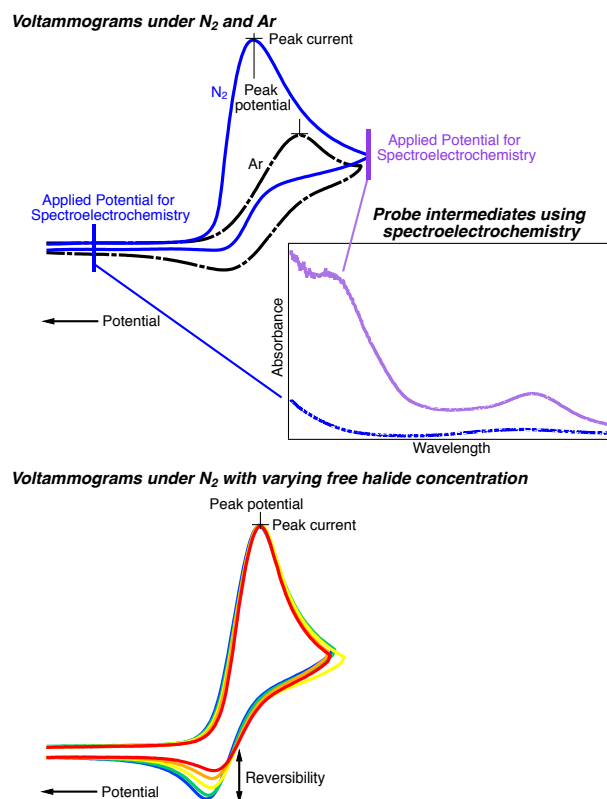 Voltammograms under N₂ and Ar
Peak current
N₂
Peak
potential
Ar
Applied Potential for
Spectroelectrochemistry
Applied Potential for
Spectroelectrochemistry
Probe intermediates using
spectroelectrochemistry
Absorbance
Potential
Wavelength
Voltammograms under N₂ with varying free halide concentration
Peak potential
Peak current
Reversibility
Potential